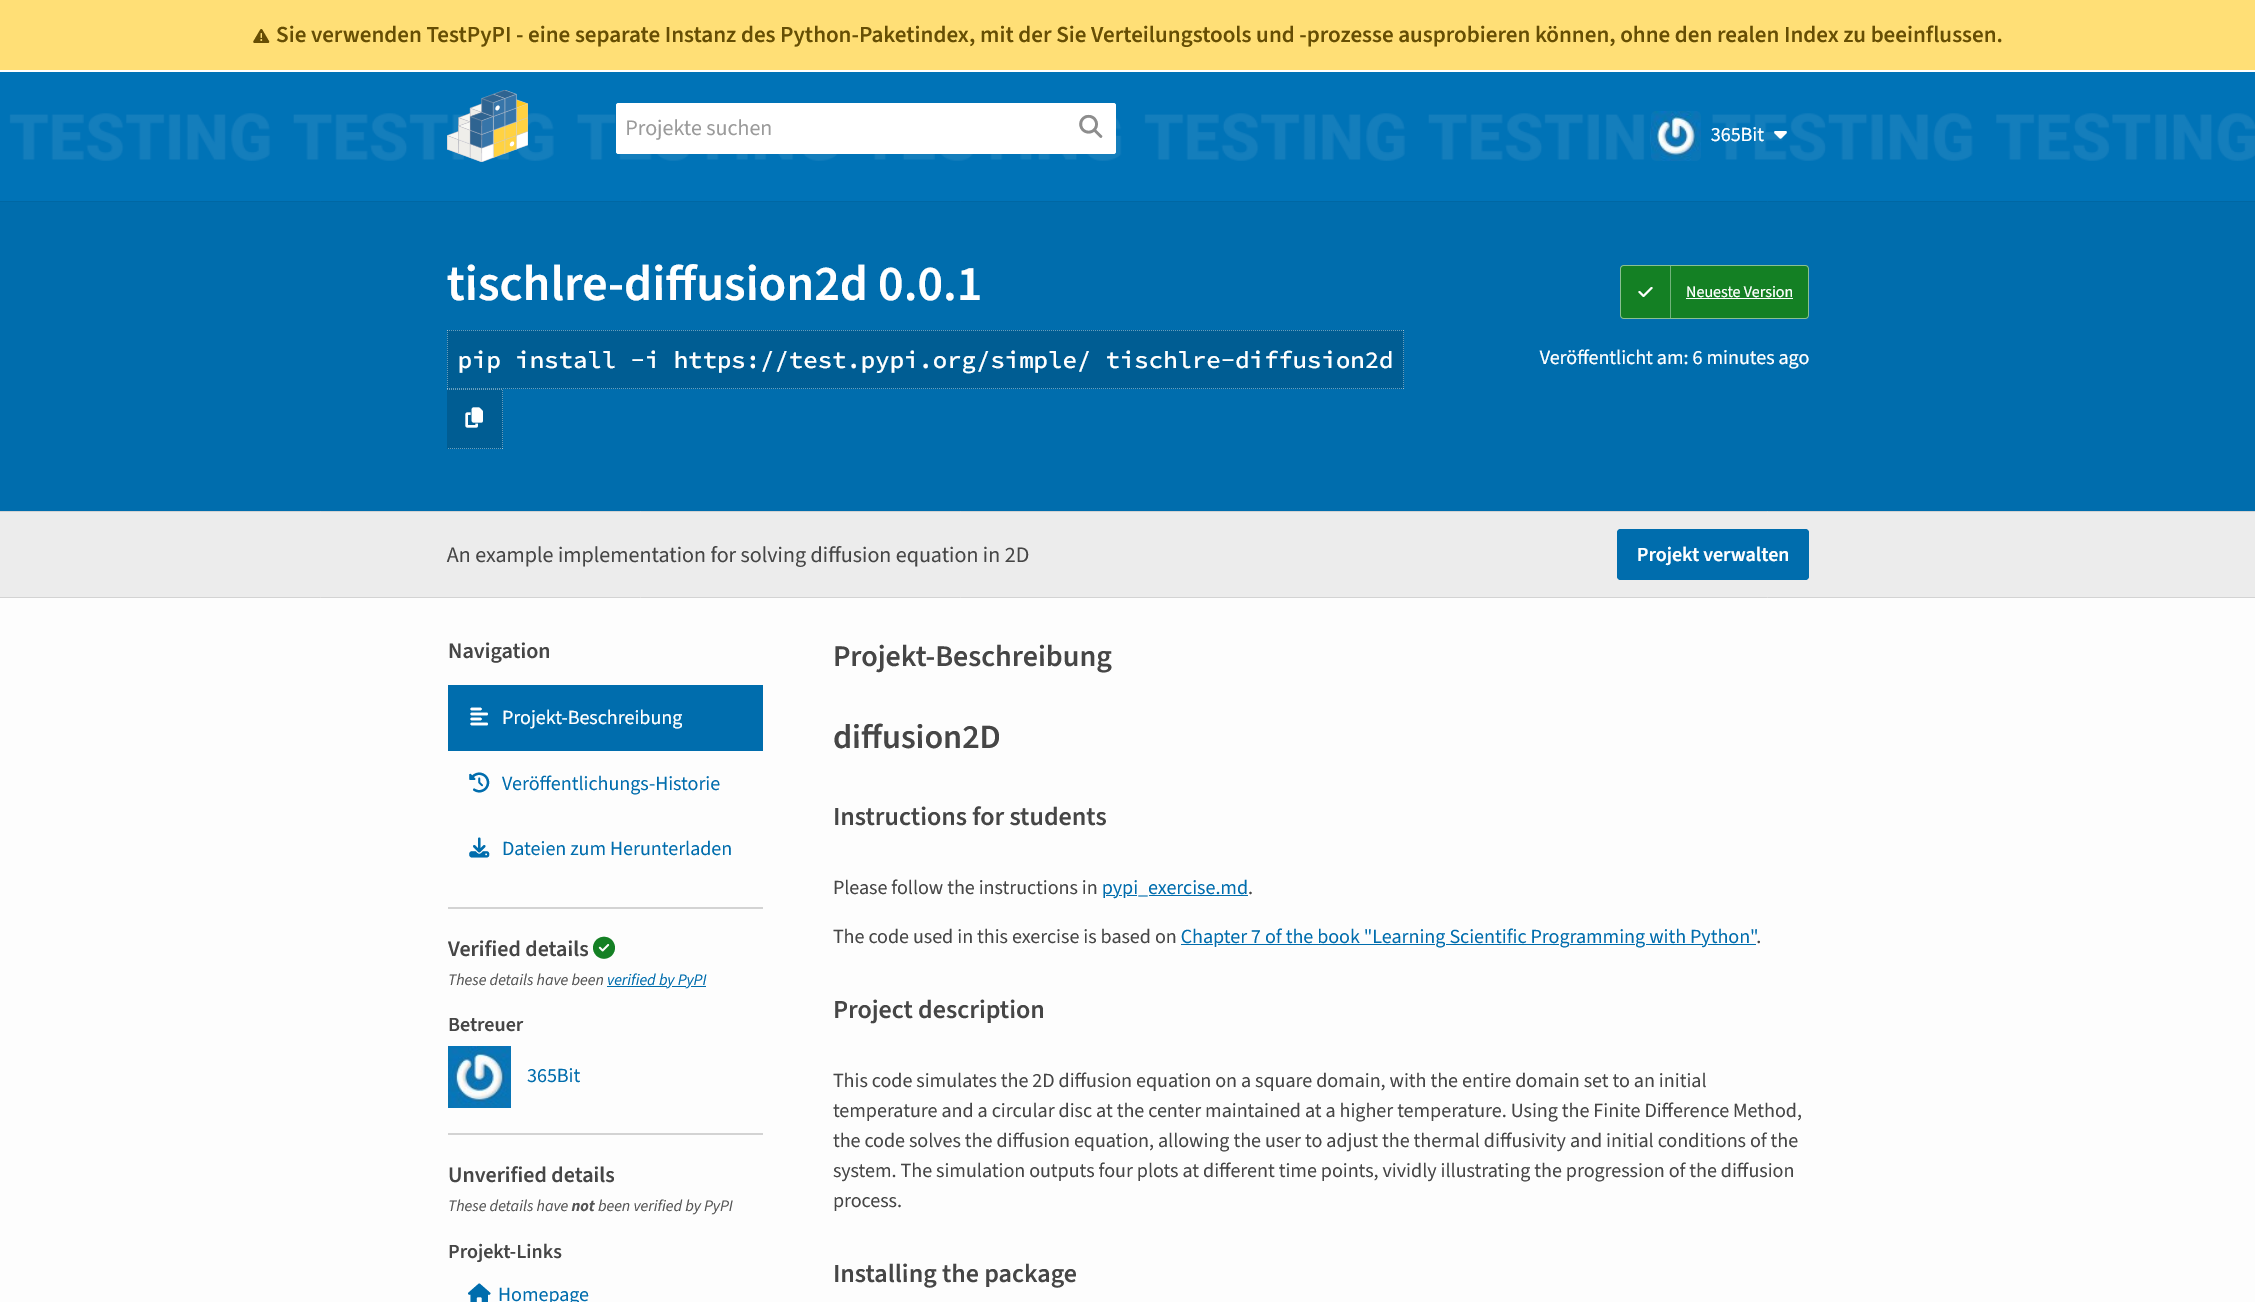 Sie verwenden TestPyPI - eine separate Instanz des Python-Paketindex, mit der Sie Verteilungstools und -prozesse ausprobieren können, ohne den realen Index zu beeinflussen.
TESTING TESTING TESTING TESTING TESTING TESTING TESTING TESTING
Projekte suchen
365Bit
tischlre-diffusion2d 0.0.1
Neueste Version
pip install -i https://test.pypi.org/simple/ tischlre-diffusion2d
Veröffentlicht am: 6 minutes ago
An example implementation for solving diffusion equation in 2D
Projekt verwalten
Navigation
Projekt-Beschreibung
Veröffentlichungs-Historie
Dateien zum Herunterladen
Verified details
These details have been verified by PyPI
Betreuer
365Bit
Unverified details
These details have not been verified by PyPI
Projekt-Links
Homepage
Projekt-Beschreibung
diffusion2D
Instructions for students
Please follow the instructions in pypi_exercise.md.
The code used in this exercise is based on Chapter 7 of the book "Learning Scientific Programming with Python".
Project description
This code simulates the 2D diffusion equation on a square domain, with the entire domain set to an initial
temperature and a circular disc at the center maintained at a higher temperature. Using the Finite Difference Method,
the code solves the diffusion equation, allowing the user to adjust the thermal diffusivity and initial conditions of the
system. The simulation outputs four plots at different time points, vividly illustrating the progression of the diffusion
process.
Installing the package